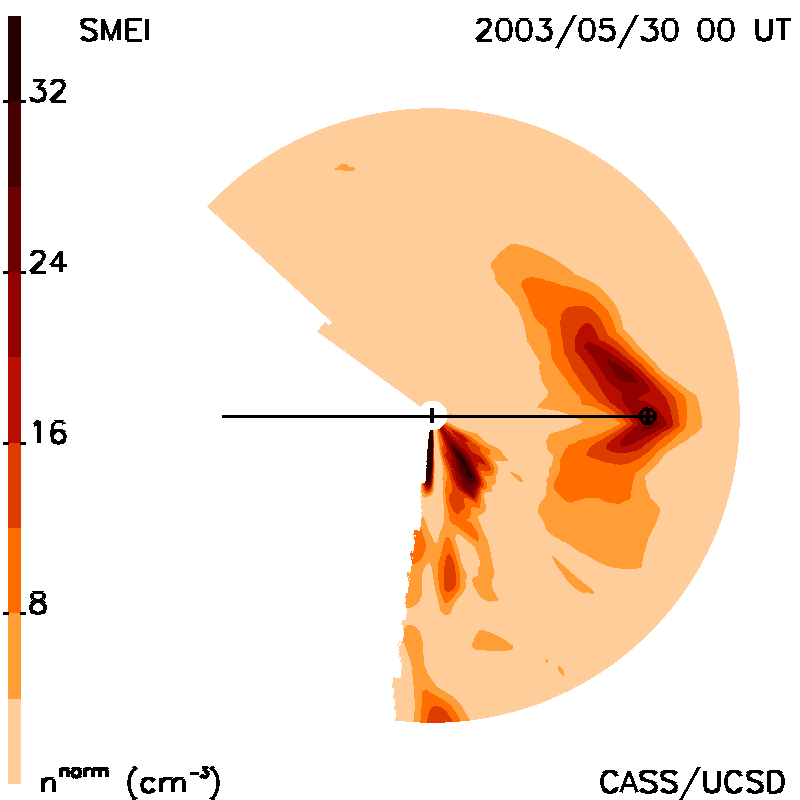 SMEI 2003/05/30 00 UT
32
24
16
8
n^norm (cm^-3)
CASS/UCSD